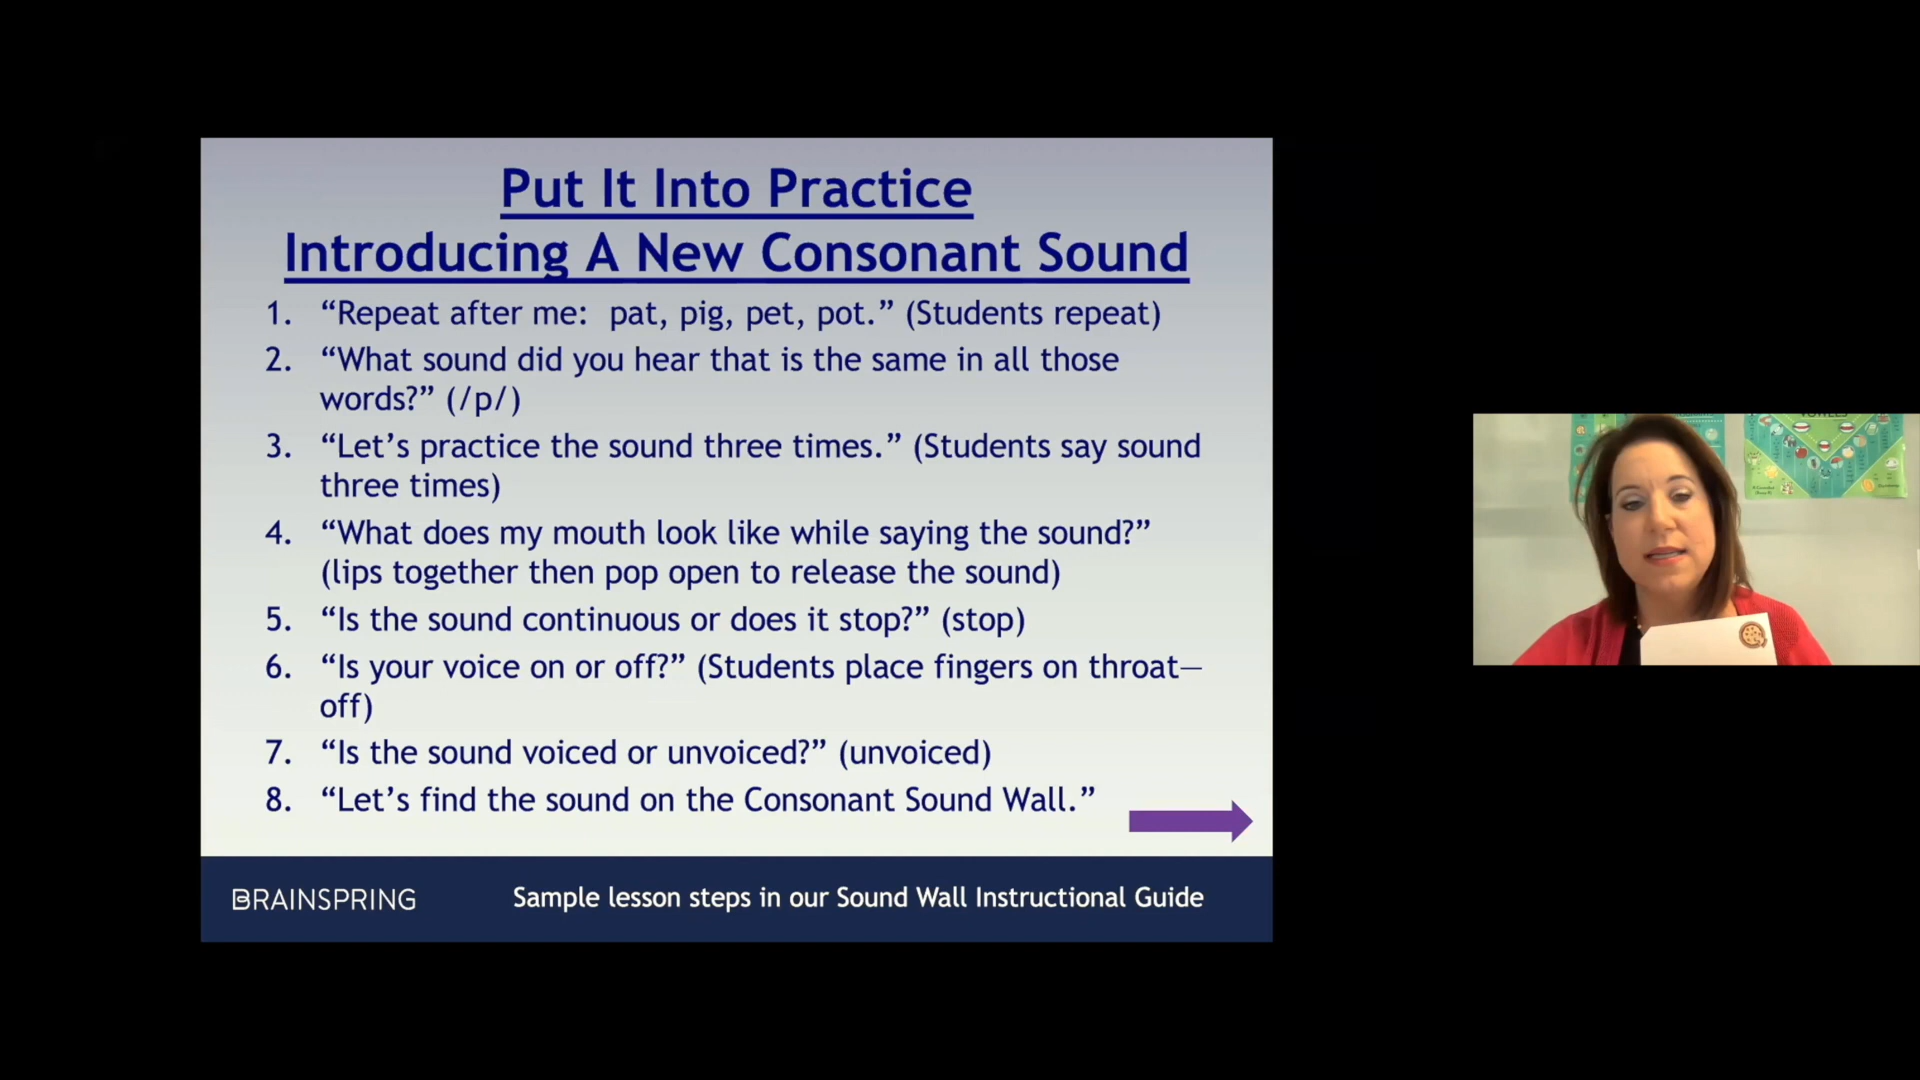 Put It Into Practice
Introducing A New Consonant Sound
1. “Repeat after me:  pat, pig, pet, pot.” (Students repeat)
2. “What sound did you hear that is the same in all those
words?” (/p/)
3. “Let’s practice the sound three times.” (Students say sound
three times)
4. “What does my mouth look like while saying the sound?”
(lips together then pop open to release the sound)
5. “Is the sound continuous or does it stop?” (stop)
6. “Is your voice on or off?” (Students place fingers on throat—
off)
7. “Is the sound voiced or unvoiced?” (unvoiced)
8. “Let’s find the sound on the Consonant Sound Wall.”
BRAINSPRING
Sample lesson steps in our Sound Wall Instructional Guide